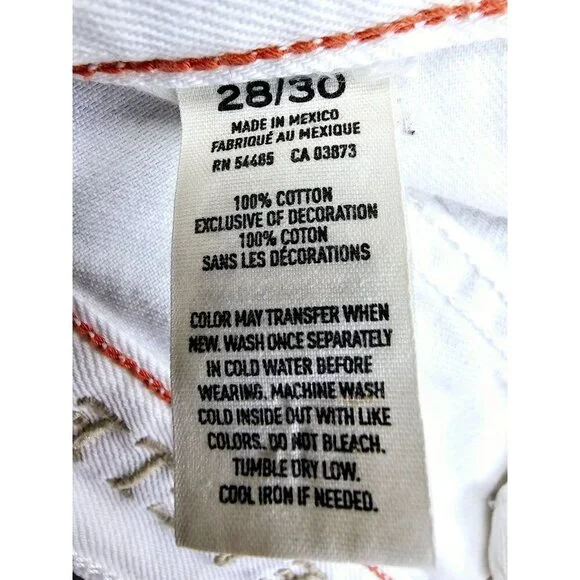 28/30
MADE IN MEXICO
FABRIQUÉ AU MEXIQUE
RN 54485 CA 03873
100% COTTON
EXCLUSIVE OF DECORATION
100% COTON
SANS LES DÉCORATIONS
COLOR MAY TRANSFER WHEN
NEW. WASH ONCE SEPARATELY
IN COLD WATER BEFORE
WEARING. MACHINE WASH
COLD INSIDE OUT WITH LIKE
COLORS. DO NOT BLEACH.
TUMBLE DRY LOW.
COOL IRON IF NEEDED.